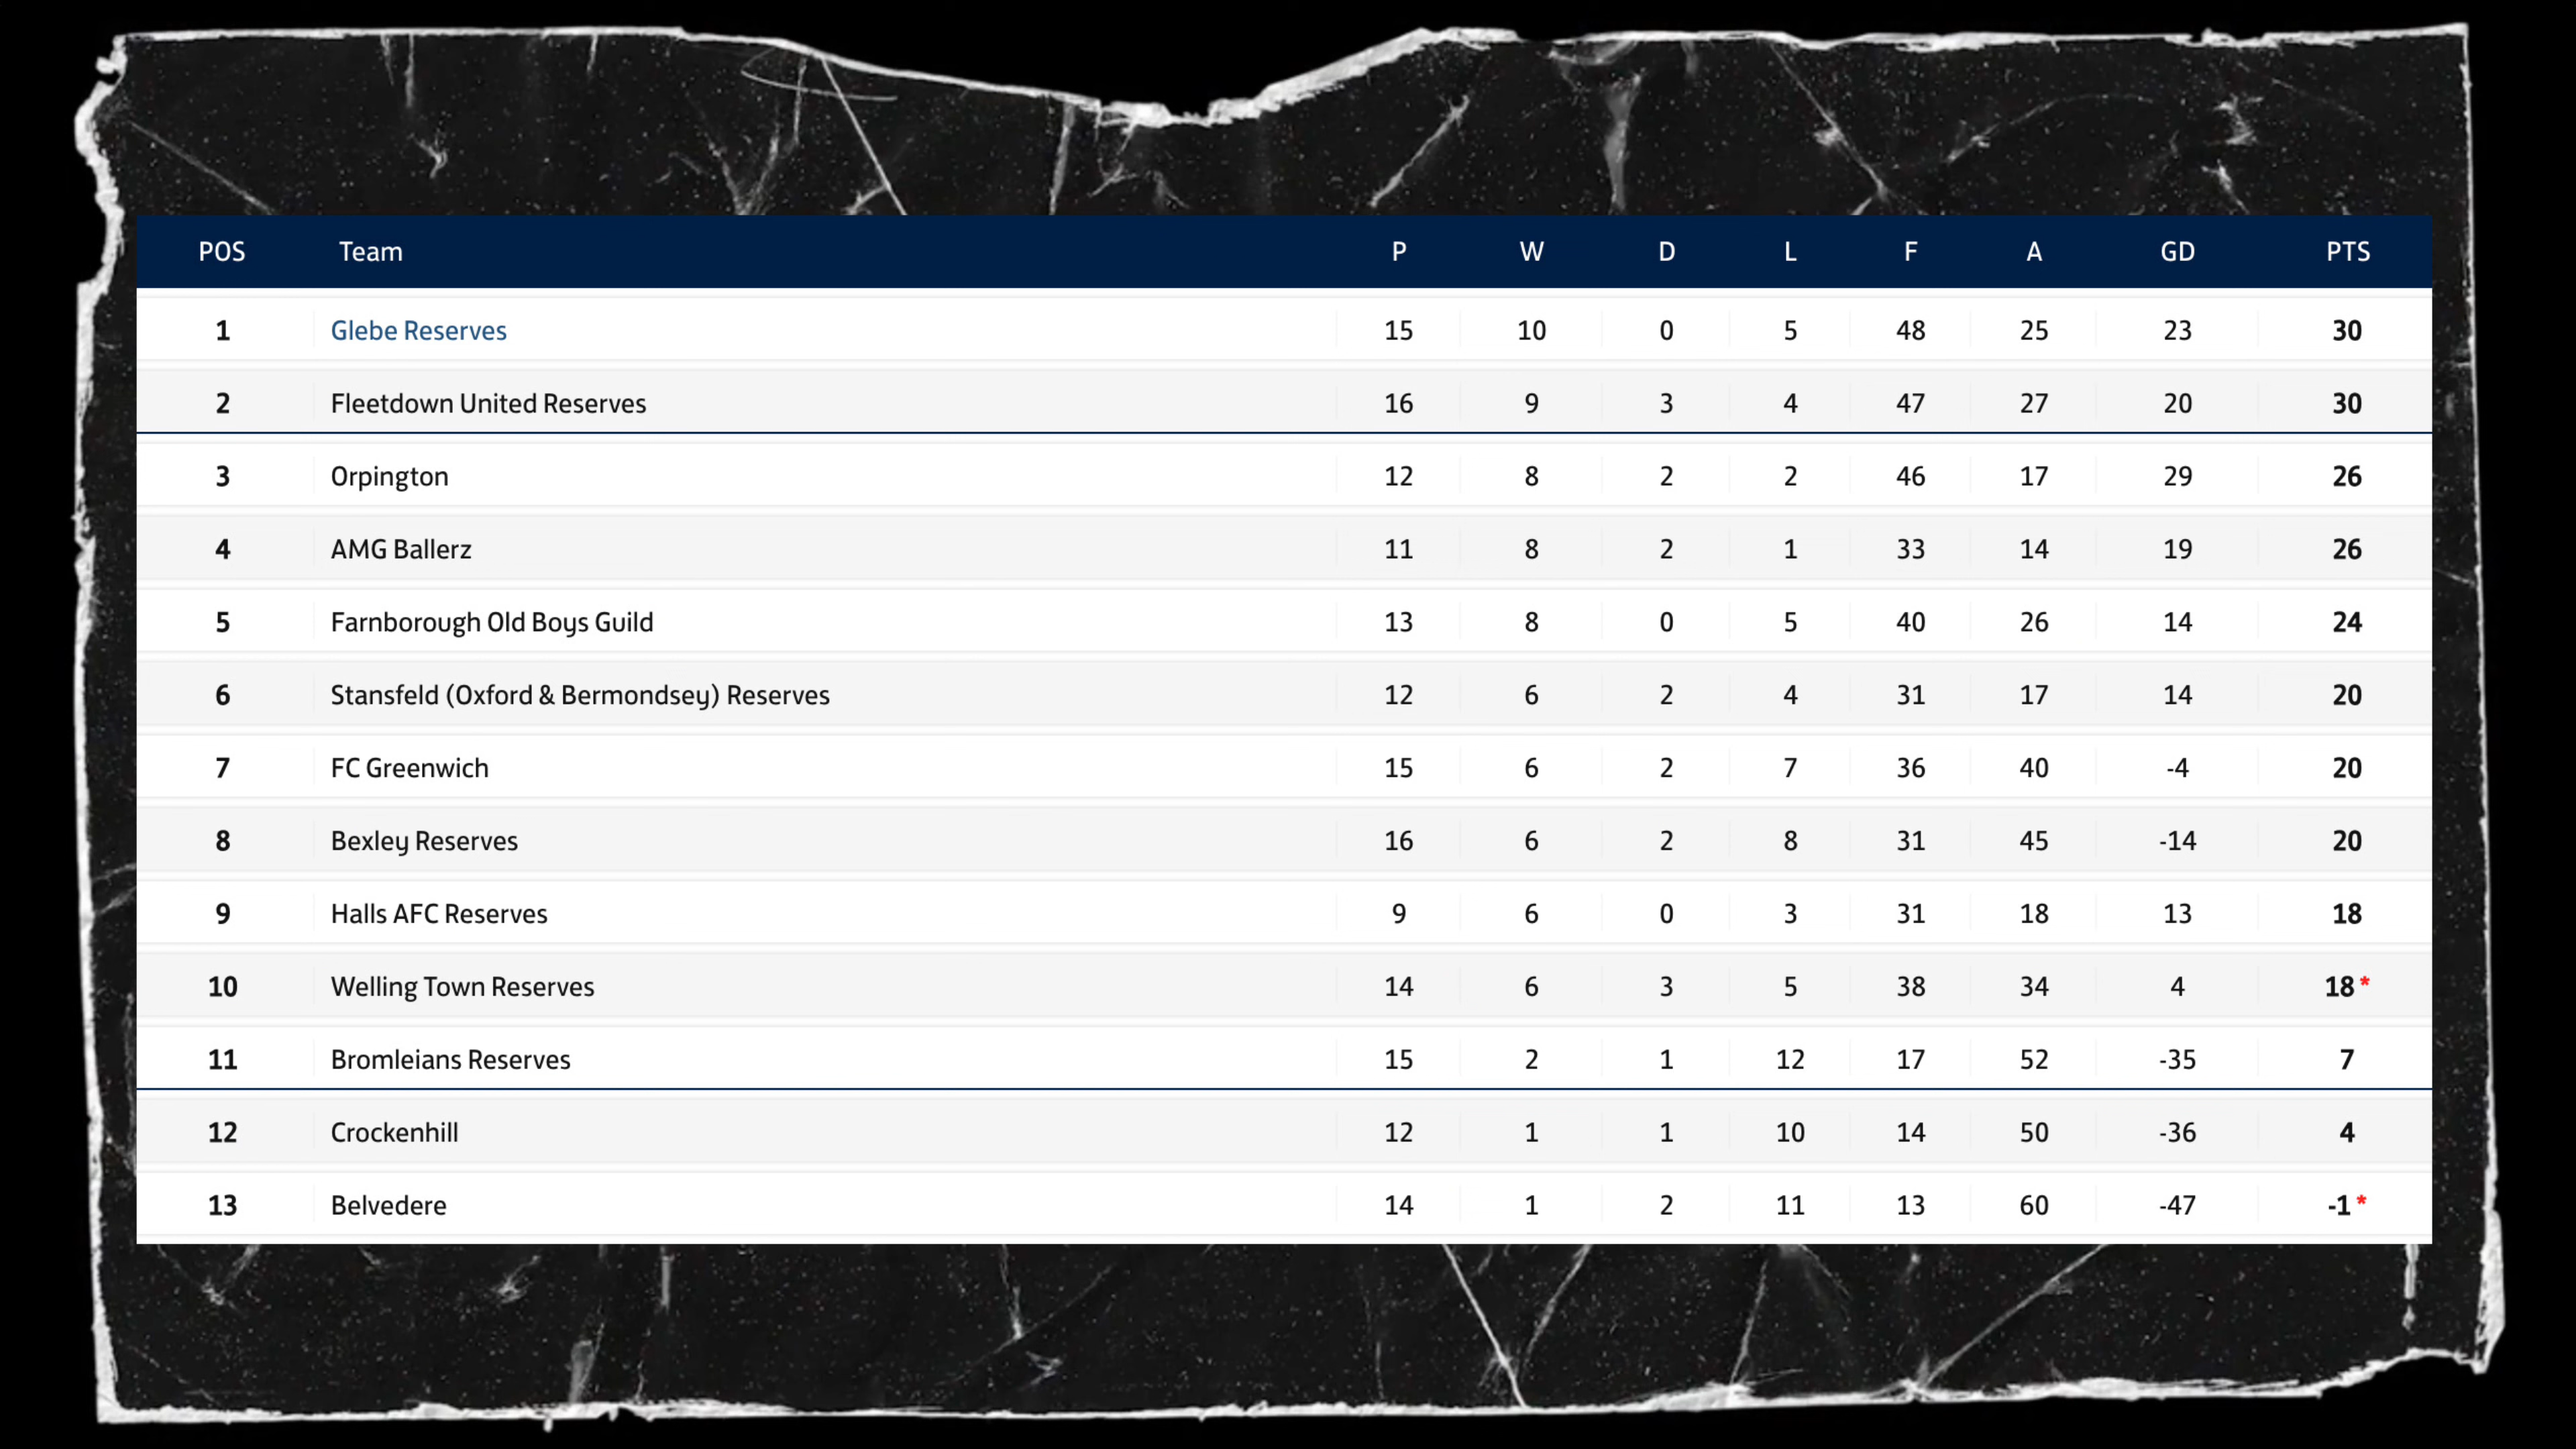 POS Team P W D L F A GD PTS
1 Glebe Reserves 15 10 0 5 48 25 23 30
2 Fleetdown United Reserves 16 9 3 4 47 27 20 30
3 Orpington 12 8 2 2 46 17 29 26
4 AMG Ballerz 11 8 2 1 33 14 19 26
5 Farnborough Old Boys Guild 13 8 0 5 40 26 14 24
6 Stansfeld (Oxford & Bermondsey) Reserves 12 6 2 4 31 17 14 20
7 FC Greenwich 15 6 2 7 36 40 -4 20
8 Bexley Reserves 16 6 2 8 31 45 -14 20
9 Halls AFC Reserves 9 6 0 3 31 18 13 18
10 Welling Town Reserves 14 6 3 5 38 34 4 18 *
11 Bromleians Reserves 15 2 1 12 17 52 -35 7
12 Crockenhill 12 1 1 10 14 50 -36 4
13 Belvedere 14 1 2 11 13 60 -47 -1 *